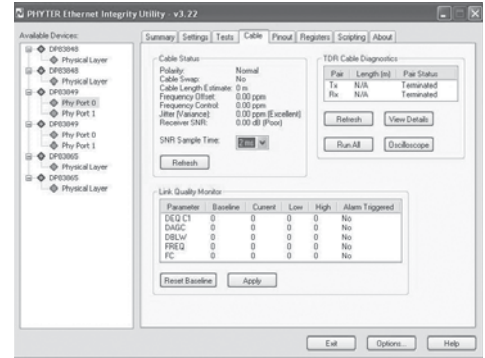 PHYTER Ethernet Integrity Utility - v3.22
Available Devices:
DP83848
Physical Layer
DP83848
Physical Layer
DP83849
Phy Port 0
Phy Port 1
DP83849
Phy Port 0
Phy Port 1
DP83865
Physical Layer
DP83865
Physical Layer
Summary Settings Tests Cable Pinout Registers Scripting About
Cable Status
Polarity: Normal
Cable Swap: No
Cable Length Estimate: 0 m
Frequency Offset: 0.00 ppm
Frequency Control: 0.00 ppm
Jitter (Variance): 0.00 ppm (Excellent)
Receiver SNR: 0.00 dB (Poor)
SNR Sample Time: 2 ms
Refresh
TDR Cable Diagnostics
Pair Length (m) Pair Status
Tx N/A Terminated
Rx N/A Terminated
Refresh View Details
Run All Oscilloscope
Link Quality Monitor
Parameter Baseline Current Low High Alarm Triggered
DEQ C1 0 0 0 0 No
DAGC 0 0 0 0 No
DBLW 0 0 0 0 No
FREQ 0 0 0 0 No
FC 0 0 0 0 No
Reset Baseline Apply
Exit Options... Help